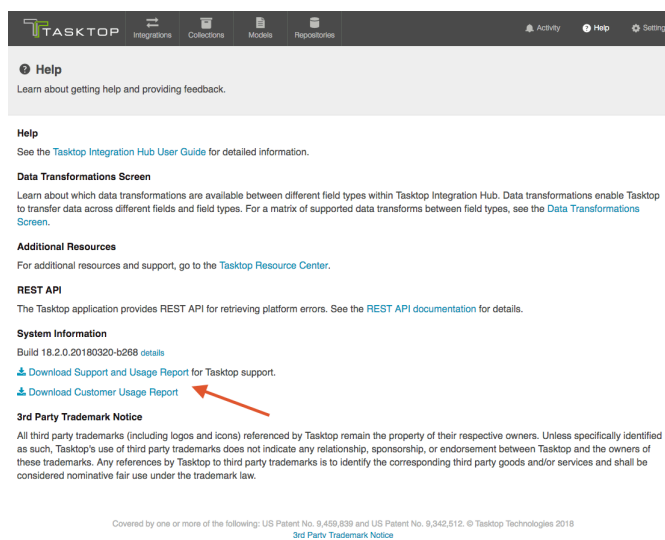 TASKTOP
Integrations
Collections
Models
Repositories
Activity
Help
Setting
Help
Learn about getting help and providing feedback.
Help
See the Tasktop Integration Hub User Guide for detailed information.
Data Transformations Screen
Learn about which data transformations are available between different field types within Tasktop Integration Hub. Data transformations enable Tasktop
to transfer data across different fields and field types. For a matrix of supported data transforms between field types, see the Data Transformations
Screen.
Additional Resources
For additional resources and support, go to the Tasktop Resource Center.
REST API
The Tasktop application provides REST API for retrieving platform errors. See the REST API documentation for details.
System Information
Build 18.2.0.20180320-b268 details
Download Support and Usage Report for Tasktop support.
Download Customer Usage Report
3rd Party Trademark Notice
All third party trademarks (including logos and icons) referenced by Tasktop remain the property of their respective owners. Unless specifically identified
as such, Tasktop's use of third party trademarks does not indicate any relationship, sponsorship, or endorsement between Tasktop and the owners of
these trademarks. Any references by Tasktop to third party trademarks is to identify the corresponding third party goods and/or services and shall be
considered nominative fair use under the trademark law.
Covered by one or more of the following: US Patent No. 9,459,839 and US Patent No. 9,342,512. © Tasktop Technologies 2018
3rd Party Trademark Notice